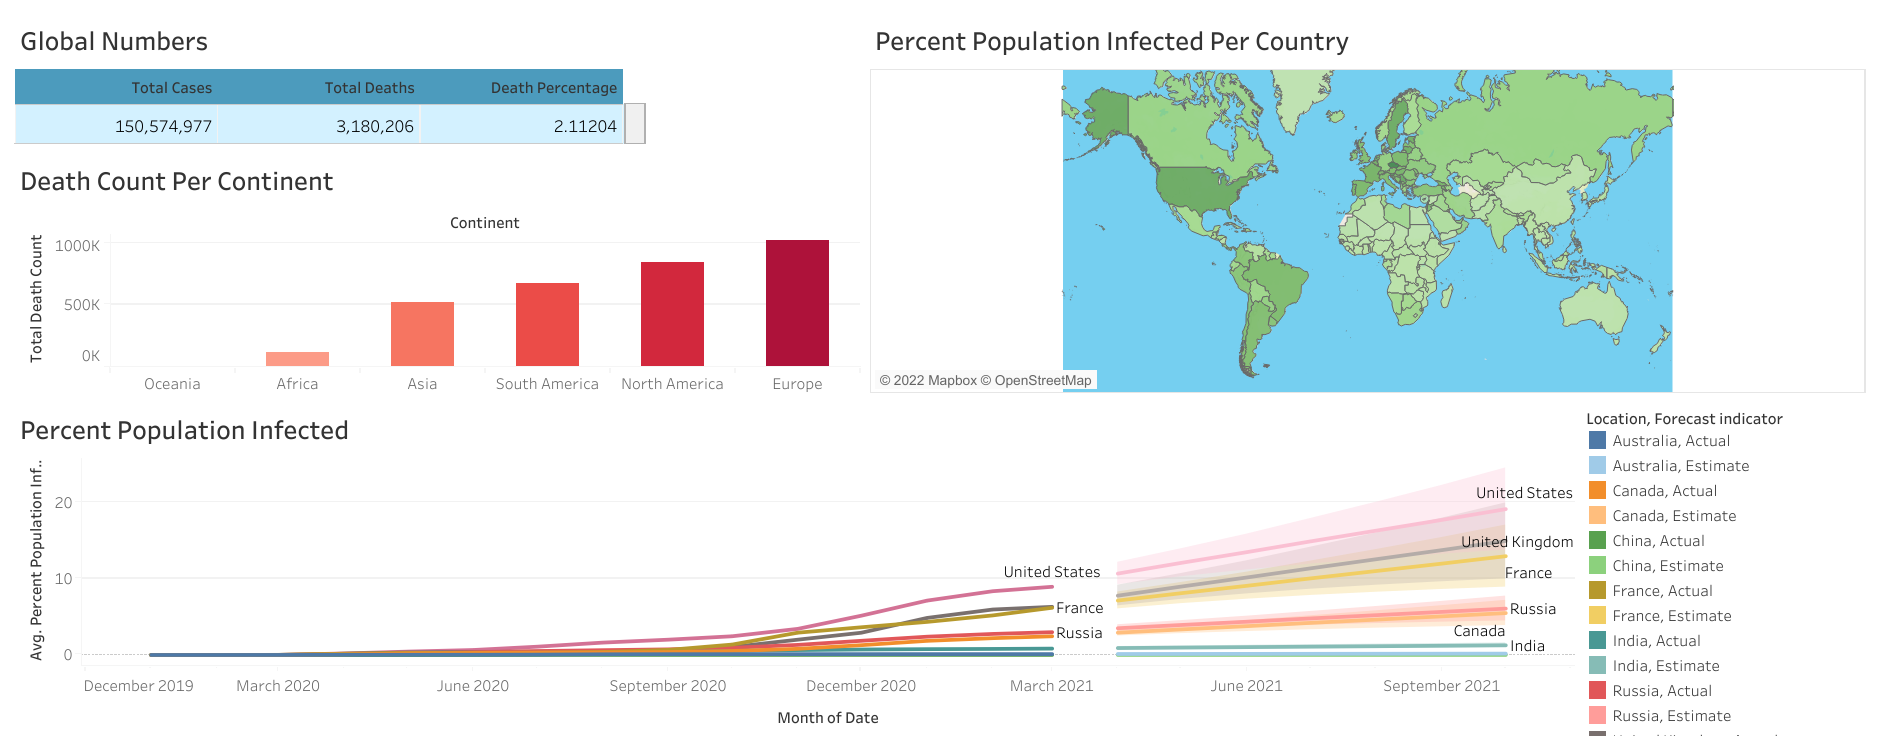 Global Numbers
Total Cases Total Deaths Death Percentage
150,574,977 3,180,206 2.11204
Death Count Per Continent
Continent
Total Death Count
1000K
500K
0K
Oceania Africa Asia South America North America Europe
Percent Population Infected Per Country
© 2022 Mapbox © OpenStreetMap
Percent Population Infected
Avg. Percent Population Inf..
20
10
0
United States
France
Russia
United States
United Kingdom
France
Russia
Canada
India
December 2019 March 2020 June 2020 September 2020 December 2020 March 2021 June 2021 September 2021
Month of Date
Location, Forecast indicator
Australia, Actual
Australia, Estimate
Canada, Actual
Canada, Estimate
China, Actual
China, Estimate
France, Actual
France, Estimate
India, Actual
India, Estimate
Russia, Actual
Russia, Estimate